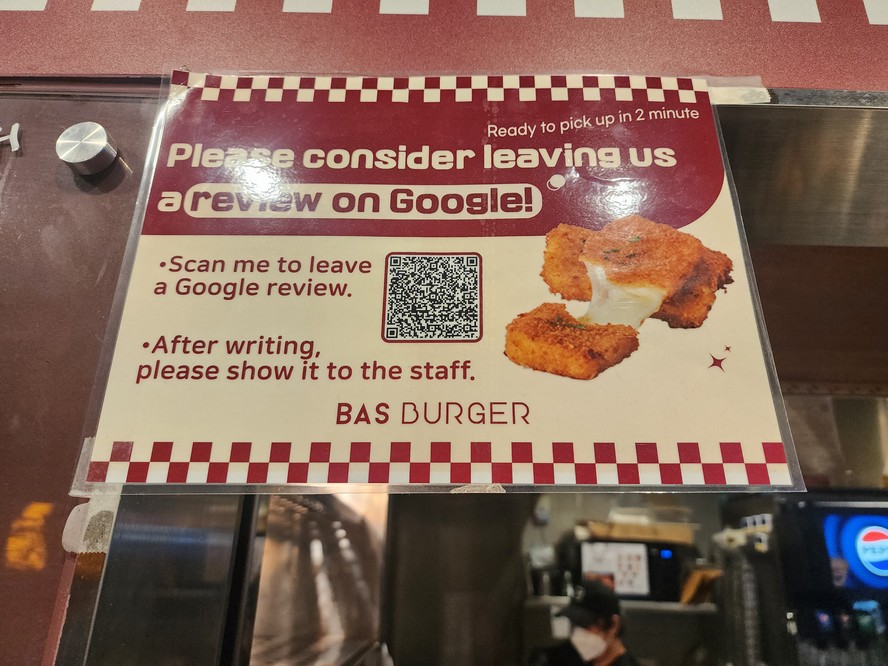 Ready to pick up in 2 minute
Please consider leaving us
a review on Google!
•Scan me to leave
a Google review.
•After writing,
please show it to the staff.
BAS BURGER